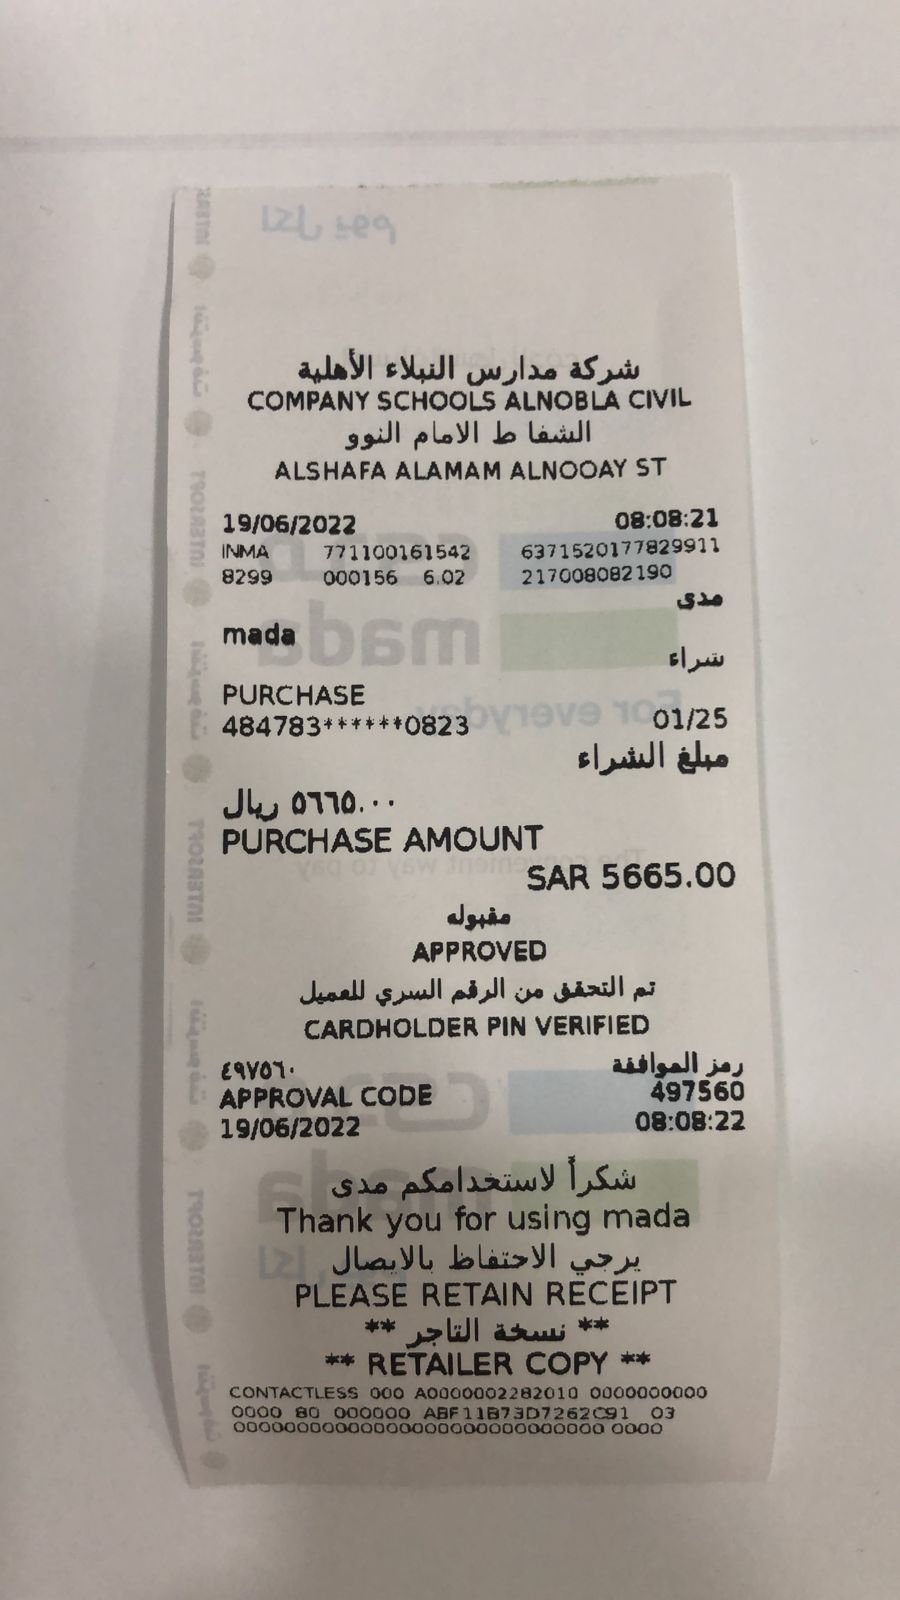 شركة مدارس النبلاء الأهلية
COMPANY SCHOOLS ALNOBLA CIVIL
الشفا ط الامام النوو
ALSHAFA ALAMAM ALNOOAY ST
19/06/2022 08:08:21
INMA 771100161542 6371520177829911
8299 000156 6.02 217008082190
مدى
mada
شراء
PURCHASE
484783******0823 01/25
مبلغ الشراء
٥٦٦٥.٠٠ ريال
PURCHASE AMOUNT
SAR 5665.00
مقبوله
APPROVED
تم التحقق من الرقم السري للعميل
CARDHOLDER PIN VERIFIED
رمز الموافقة ٤٩٧٥٦٠
APPROVAL CODE 497560
19/06/2022 08:08:22
شكراً لاستخدامكم مدى
Thank you for using mada
يرجي الاحتفاظ بالايصال
PLEASE RETAIN RECEIPT
** نسخة التاجر **
** RETAILER COPY **
CONTACTLESS 000 A0000002282010 0000000000
0000 80 000000 ABF11B73D7262C91 03